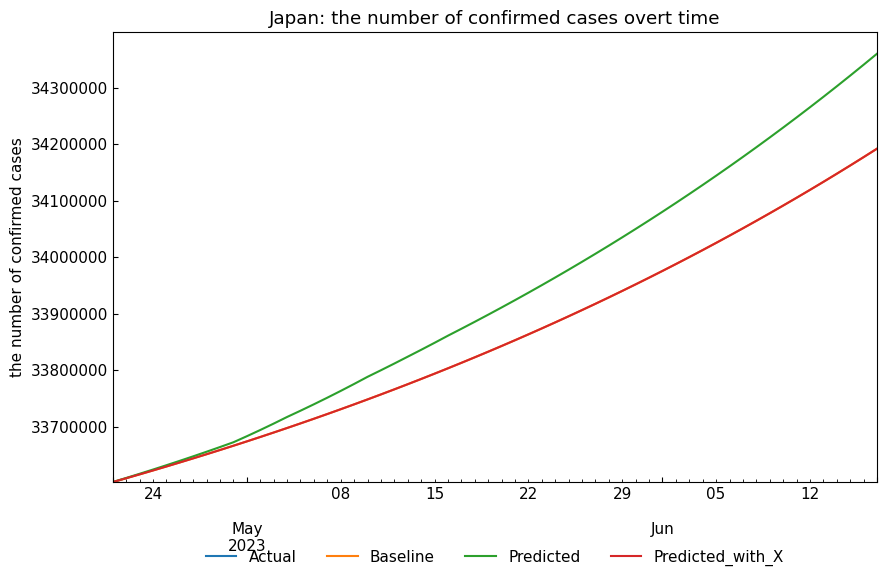 Japan: the number of confirmed cases overt time
the number of confirmed cases
34300000
34200000
34100000
34000000
33900000
33800000
33700000
24 08 15 22 29 05 12
May Jun
2023
Actual Baseline Predicted Predicted_with_X